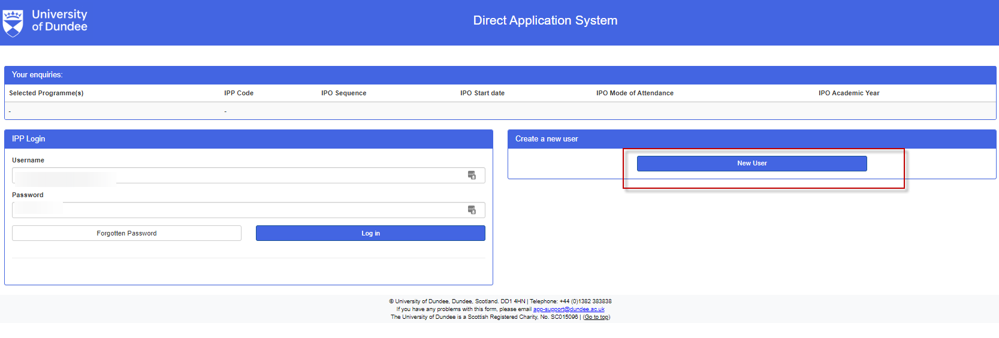 University
of Dundee
Direct Application System
Your enquiries:
Selected Programme(s) IPP Code IPO Sequence IPO Start date IPO Mode of Attendance IPO Academic Year
- -
IPP Login
Username
Password
Forgotten Password Log in
Create a new user
New User
© University of Dundee, Dundee, Scotland. DD1 4HN | Telephone: +44 (0)1382 383838
If you have any problems with this form, please email app-support@dundee.ac.uk
The University of Dundee is a Scottish Registered Charity, No. SC015096 | (Go to top)